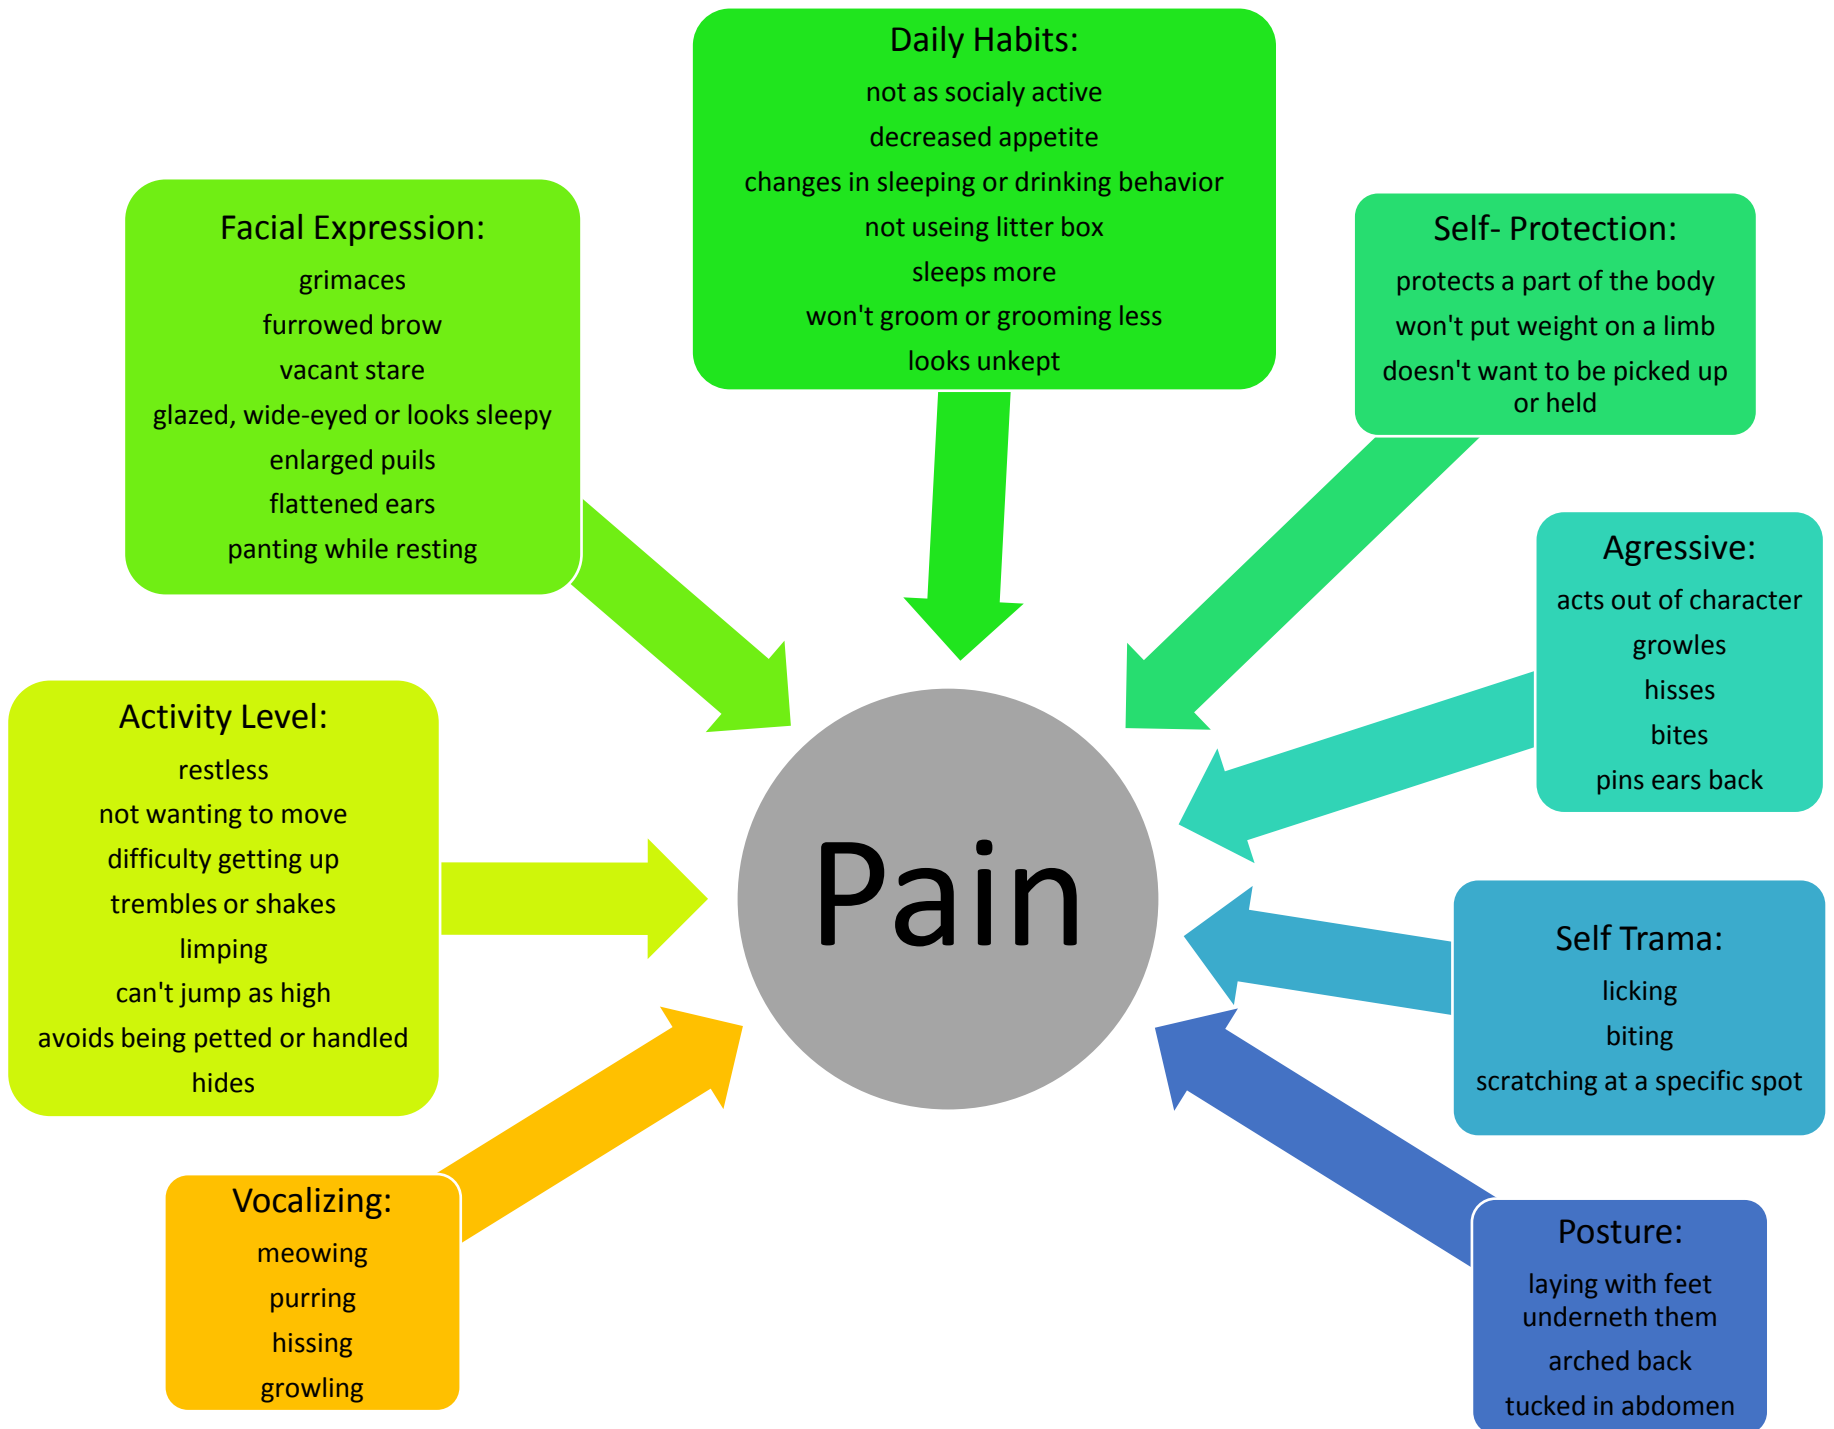 Daily Habits:
not as socialy active
decreased appetite
changes in sleeping or drinking behavior
not useing litter box
sleeps more
won't groom or grooming less
looks unkept
Facial Expression:
grimaces
furrowed brow
vacant stare
glazed, wide-eyed or looks sleepy
enlarged puils
flattened ears
panting while resting
Self- Protection:
protects a part of the body
won't put weight on a limb
doesn't want to be picked up
or held
Agressive:
acts out of character
growles
hisses
bites
pins ears back
Activity Level:
restless
not wanting to move
difficulty getting up
trembles or shakes
limping
can't jump as high
avoids being petted or handled
hides
Pain
Self Trama:
licking
biting
scratching at a specific spot
Vocalizing:
meowing
purring
hissing
growling
Posture:
laying with feet
underneth them
arched back
tucked in abdomen